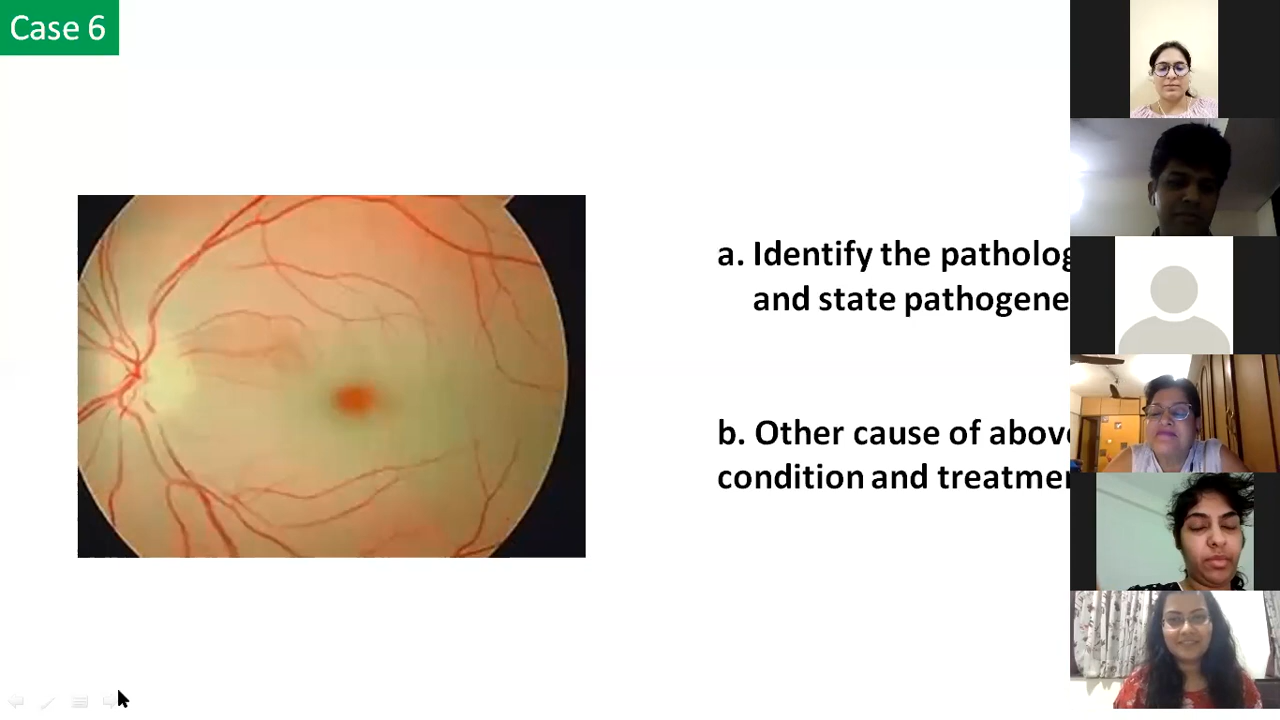 Case 6
a. Identify the patholog
and state pathogene
b. Other cause of above
condition and treatmen